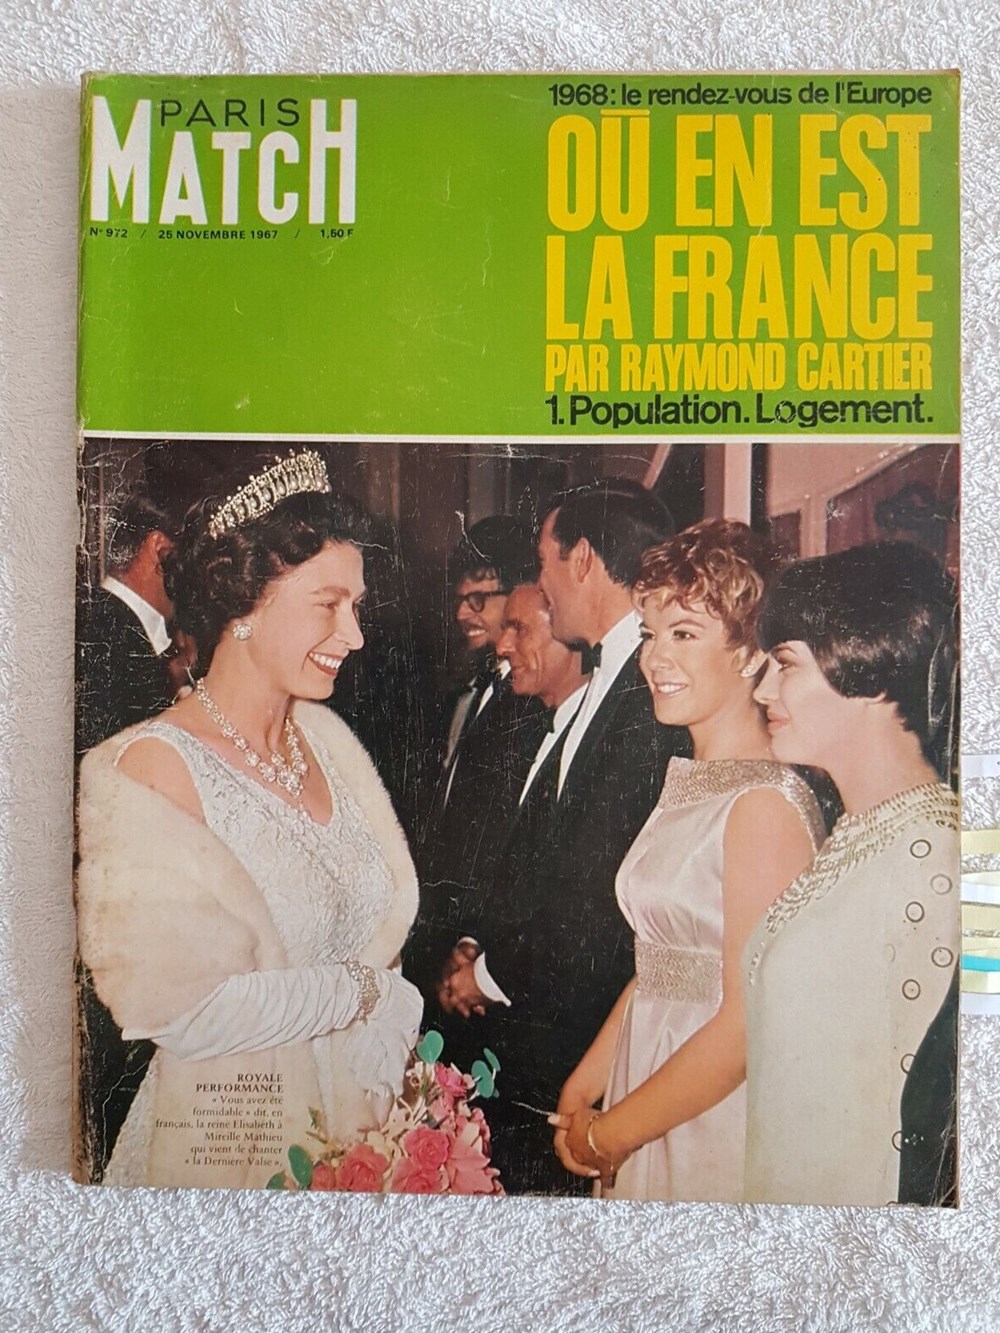 PARIS
MATCH
N° 972 / 25 NOVEMBRE 1967 / 1,50 F
1968: le rendez-vous de l'Europe
OÙ EN EST
LA FRANCE
PAR RAYMOND CARTIER
1. Population. Logement.
ROYALE
PERFORMANCE
« Vous avez été
formidable » dit, en
français, la reine Elisabeth à
Mireille Mathieu
qui vient de chanter
« la Dernière Valse ».